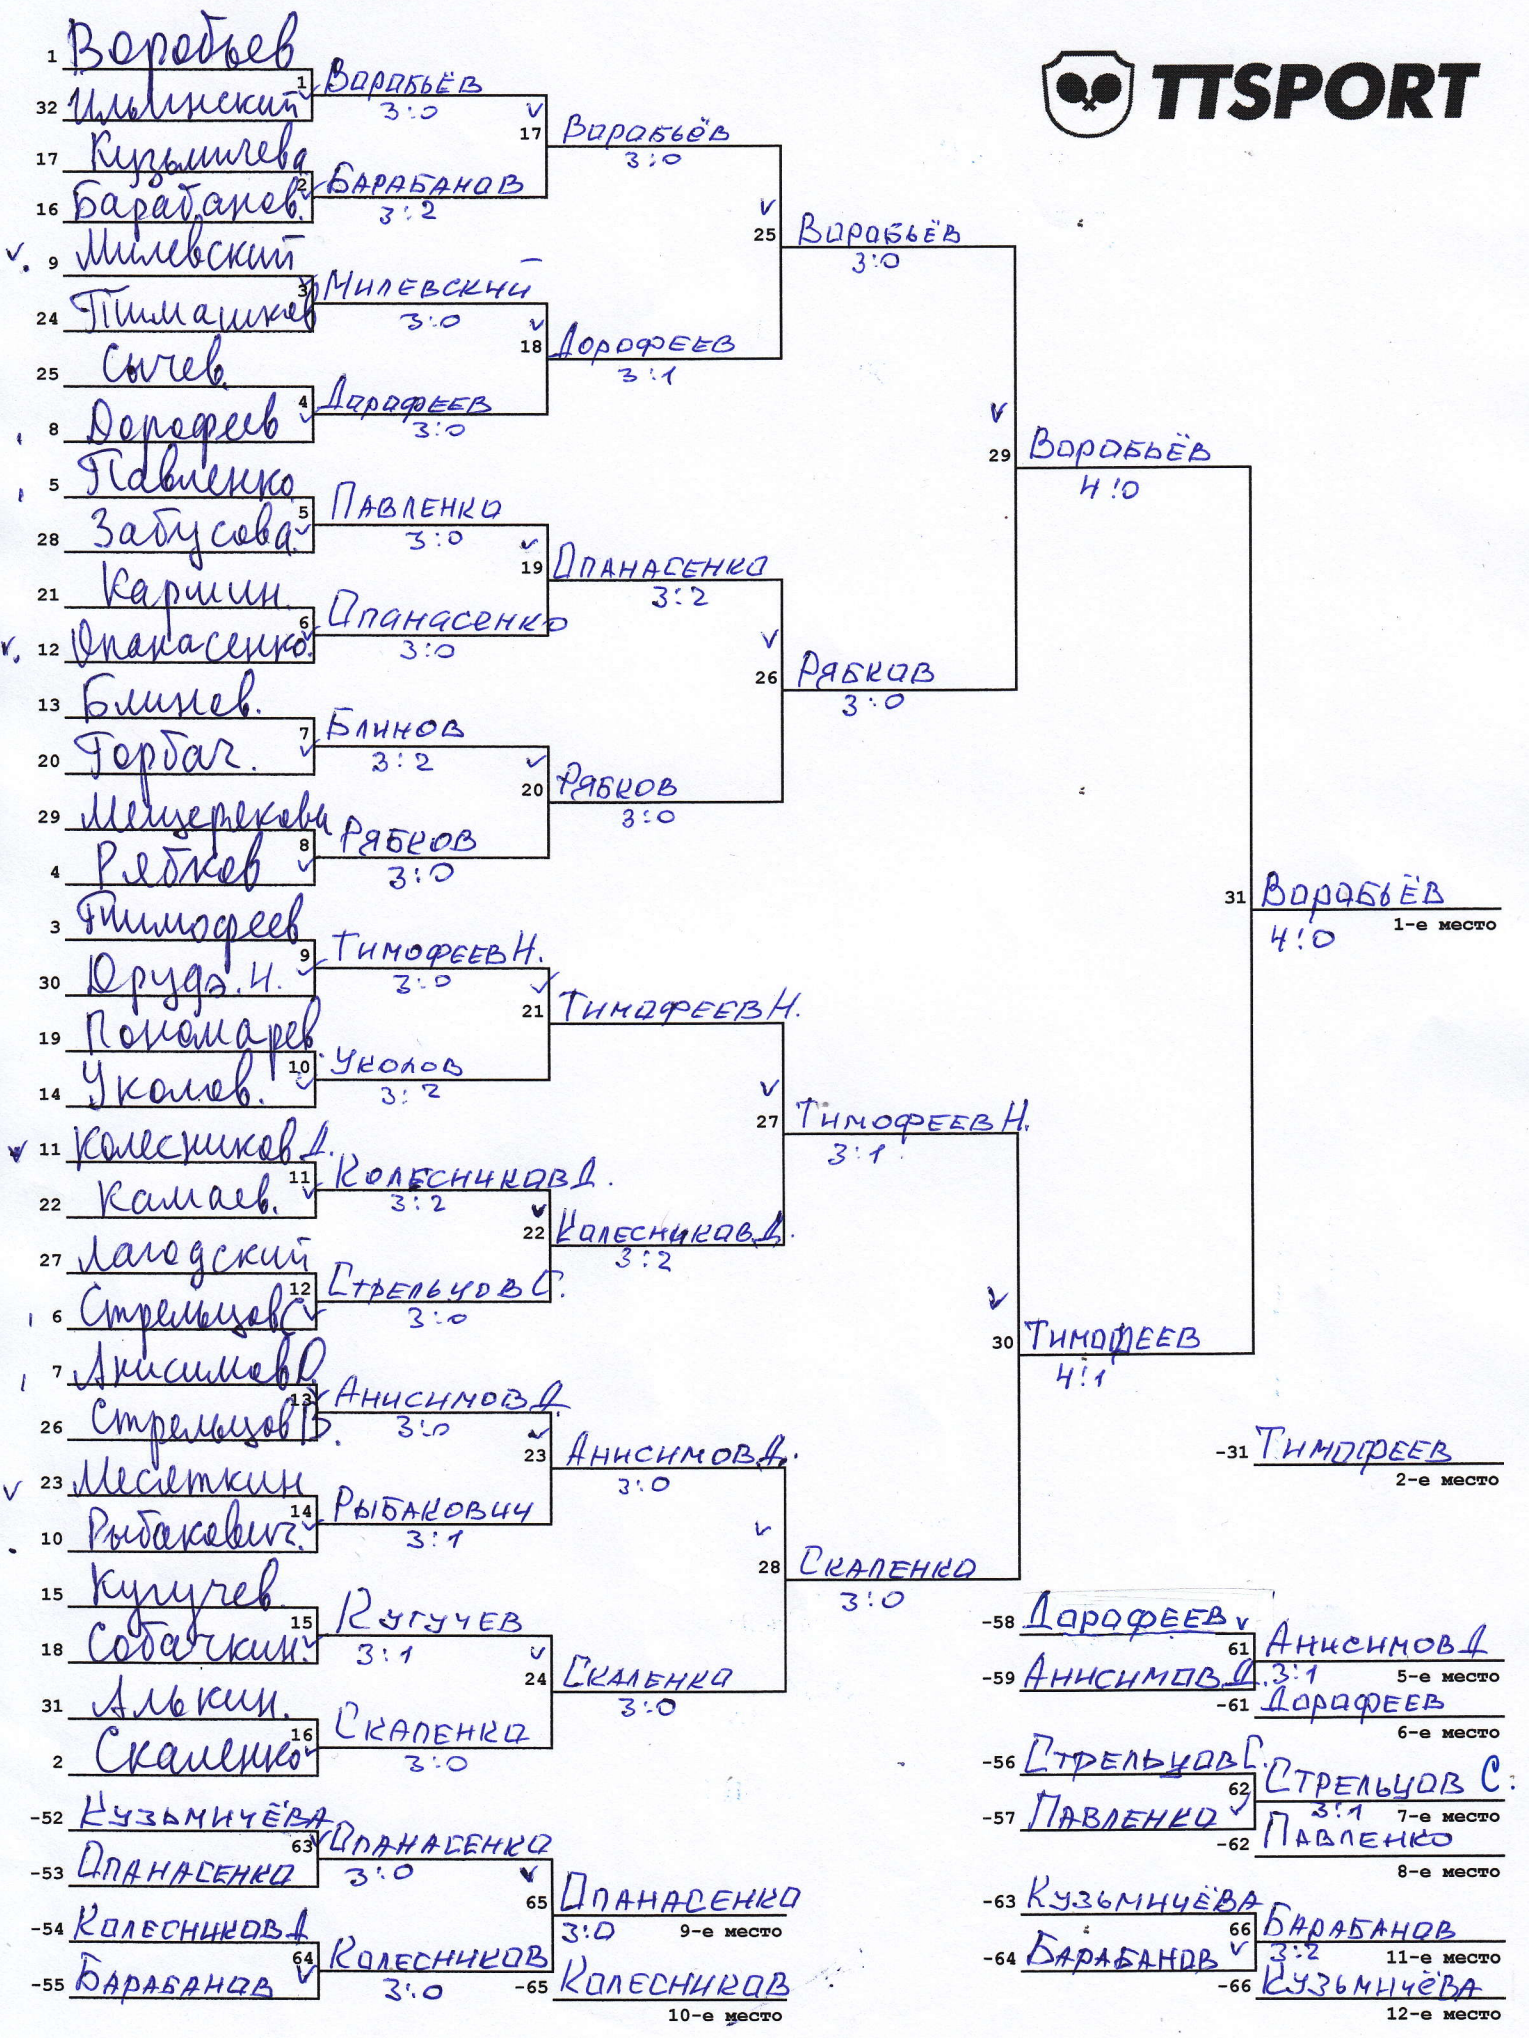 TTSPORT
1 Воробьев
1 Воробьёв
3:0
32 Ильинский
17 Воробьёв
3:0
17 Кузьмичева
2 БАРАБАНОВ
3:2
16 Барабанов.
25 Воробьёв
3:0
9 Милевский
3 МИЛЕВСКИЙ
3:0
24 Тимашков
18 ДОРОФЕЕВ
3:1
25 Сычев.
4 ДОРОФЕЕВ
3:0
8 Дорофеев
29 Воробьёв
4:0
5 Павленко
5 ПАВЛЕНКО
3:0
28 Забусова.
19 ОПАНАСЕНКО
3:2
21 Кармин.
6 Опанасенко
3:0
12 Опанасенко.
26 РЯБКОВ
3:0
13 Блинов.
7 БЛИНОВ
3:2
20 Горбач.
20 РЯБКОВ
3:0
29 Мещерекова
8 РЯБКОВ
3:0
4 Рябков
31 Воробьёв
4:0
1-е место
3 Тимофеев
9 ТИМОФЕЕВ Н.
3:0
30 Друдэ. Н.
21 ТИМОФЕЕВ Н.
19 Пономарев.
10 УКОЛОВ
3:2
14 Уколов.
27 ТИМОФЕЕВ Н.
3:1
11 Колесников Д.
11 КОЛЕСНИКОВ Д.
3:2
22 Камаев.
22 КОЛЕСНИКОВ Д.
3:2
27 Лагодский
12 СТРЕЛЬЦОВ С.
3:0
6 Стрельцов С
30 ТИМОФЕЕВ
4:1
7 Анисимов Д.
13 АНИСИМОВ Д.
3:0
26 Стрельцов В.
23 АНИСИМОВ Д.
3:0
-31 ТИМОФЕЕВ
2-е место
23 Месяткин
14 РЫБАКОВИЧ
3:1
10 Рыбакович.
28 СКАЛЕНКО
3:0
15 Кугучев
15 КУГУЧЕВ
3:1
18 Собачкин.
24 СКАЛЕНКО
3:0
31 Алькин.
16 СКАЛЕНКО
3:0
2 Скаленко
-58 ДОРОФЕЕВ
61 АНИСИМОВ Д
3:1
5-е место
-59 АНИСИМОВ Д.
-61 ДОРОФЕЕВ
6-е место
-56 СТРЕЛЬЦОВ С.
62 СТРЕЛЬЦОВ С.
3:1
7-е место
-57 ПАВЛЕНКО
-62 ПАВЛЕНКО
8-е место
-52 КУЗЬМИЧЁВА
63 ОПАНАСЕНКО
3:0
-53 ОПАНАСЕНКО
65 ОПАНАСЕНКО
3:0
9-е место
-54 КОЛЕСНИКОВ Д
64 КОЛЕСНИКОВ
3:0
-55 БАРАБАНОВ
-65 КОЛЕСНИКОВ
10-е место
-63 КУЗЬМИЧЁВА
66 БАРАБАНОВ
3:2
11-е место
-64 БАРАБАНОВ
-66 КУЗЬМИЧЁВА
12-е место